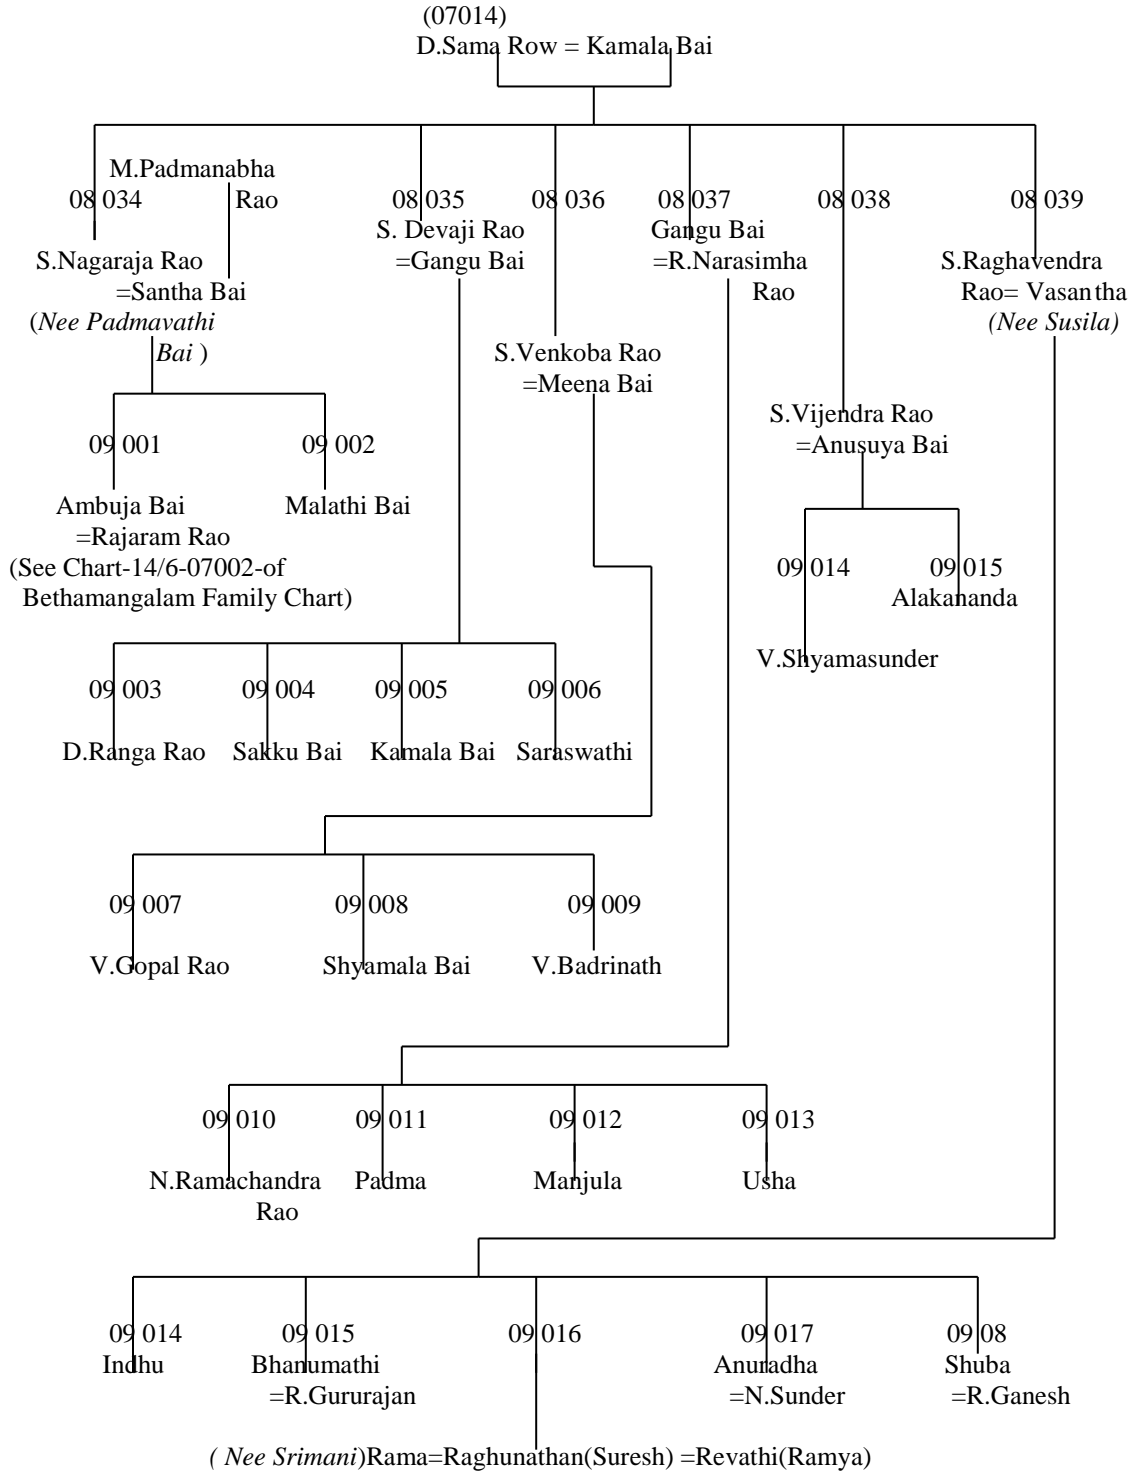 (07014)
D.Sama Row = Kamala Bai
M.Padmanabha
08 034 Rao 08 035 08 036 08 037 08 038 08 039
S. Devaji Rao Gangu Bai
S.Nagaraja Rao =Gangu Bai =R.Narasimha S.Raghavendra
=Santha Bai Rao Rao= Vasantha
(Nee Padmavathi (Nee Susila)
Bai ) S.Venkoba Rao
=Meena Bai
S.Vijendra Rao
09 001 09 002 =Anusuya Bai
Ambuja Bai Malathi Bai
=Rajaram Rao
(See Chart-14/6-07002-of 09 014 09 015
Bethamangalam Family Chart) Alakananda
V.Shyamasunder
09 003 09 004 09 005 09 006
D.Ranga Rao Sakku Bai Kamala Bai Saraswathi
09 007 09 008 09 009
V.Gopal Rao Shyamala Bai V.Badrinath
09 010 09 011 09 012 09 013
N.Ramachandra Padma Manjula Usha
Rao
09 014 09 015 09 016 09 017 09 08
Indhu Bhanumathi Anuradha Shuba
=R.Gururajan =N.Sunder =R.Ganesh
( Nee Srimani)Rama=Raghunathan(Suresh) =Revathi(Ramya)